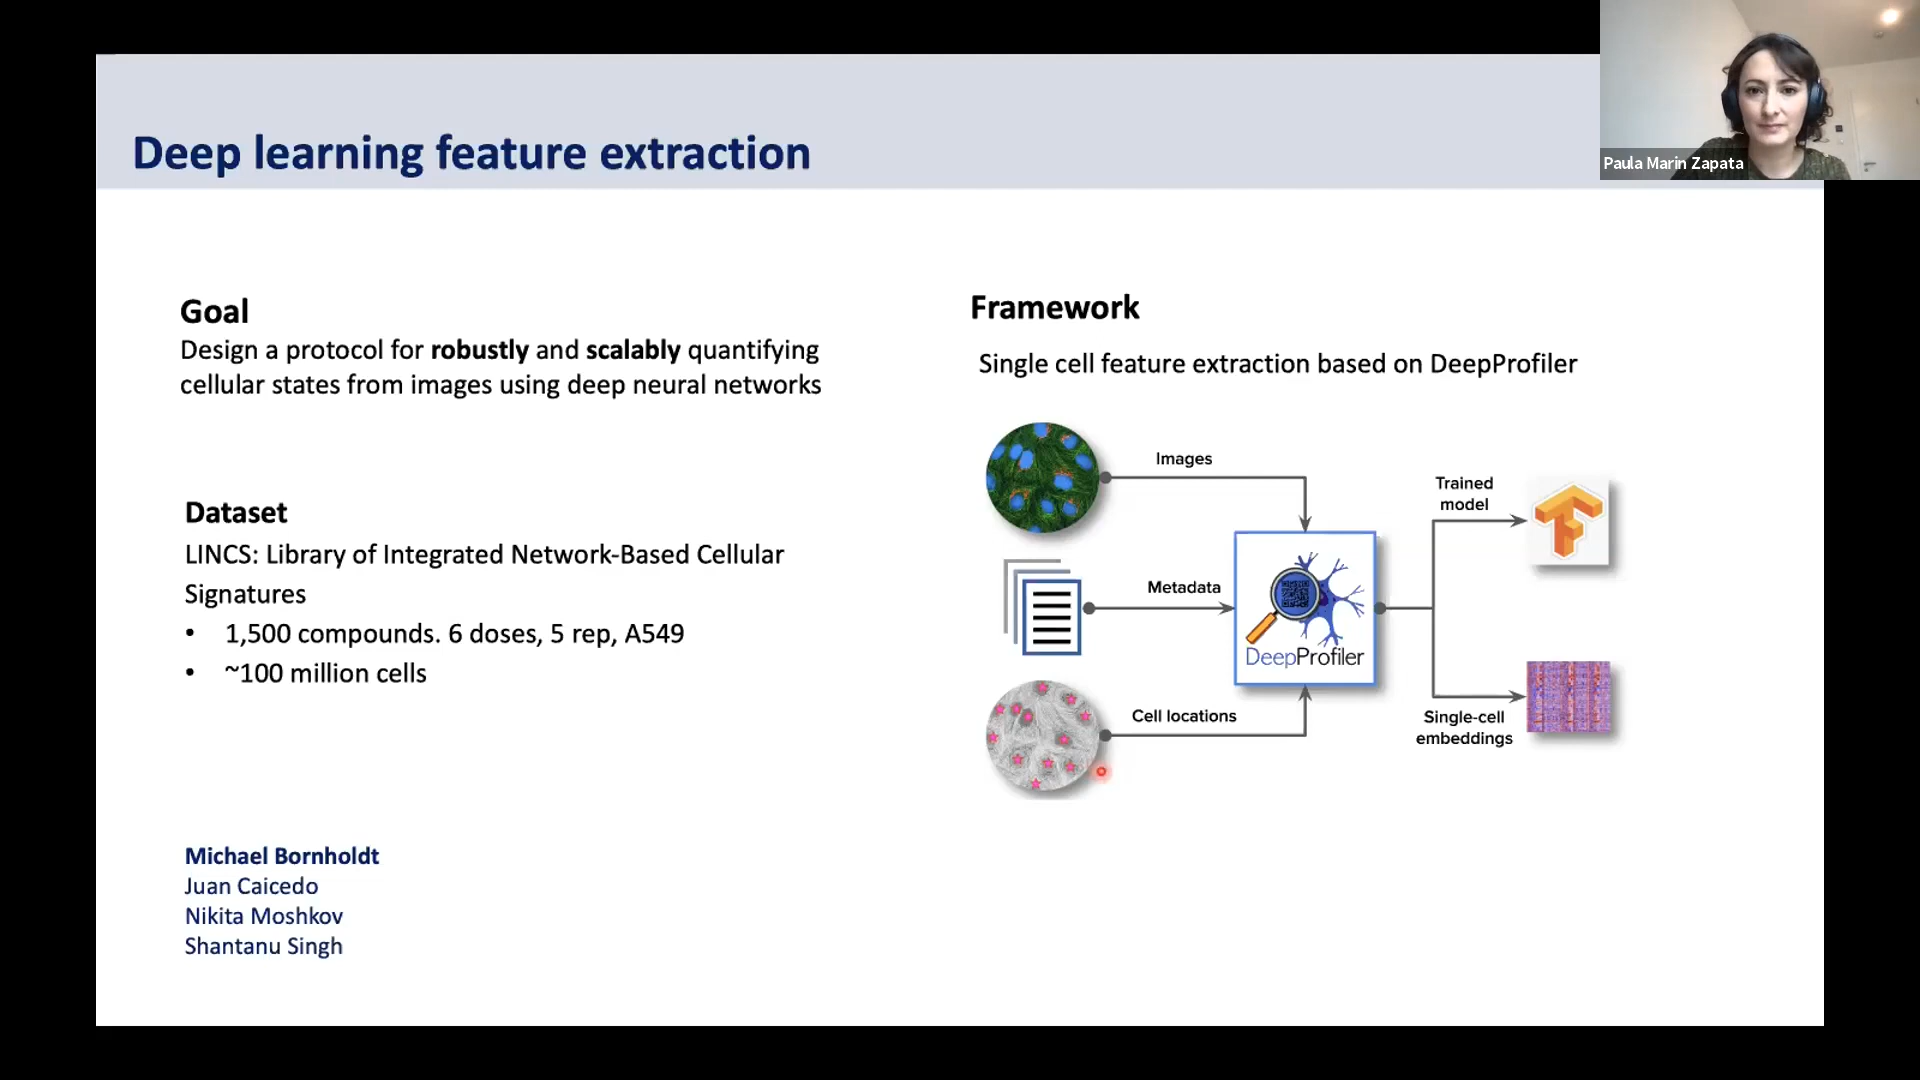 Deep learning feature extraction
Paula Marin Zapata
Goal
Design a protocol for robustly and scalably quantifying
cellular states from images using deep neural networks
Dataset
LINCS: Library of Integrated Network-Based Cellular
Signatures
• 1,500 compounds. 6 doses, 5 rep, A549
• ~100 million cells
Michael Bornholdt
Juan Caicedo
Nikita Moshkov
Shantanu Singh
Framework
Single cell feature extraction based on DeepProfiler
Images
Metadata
Cell locations
DeepProfiler
Trained
model
Single-cell
embeddings